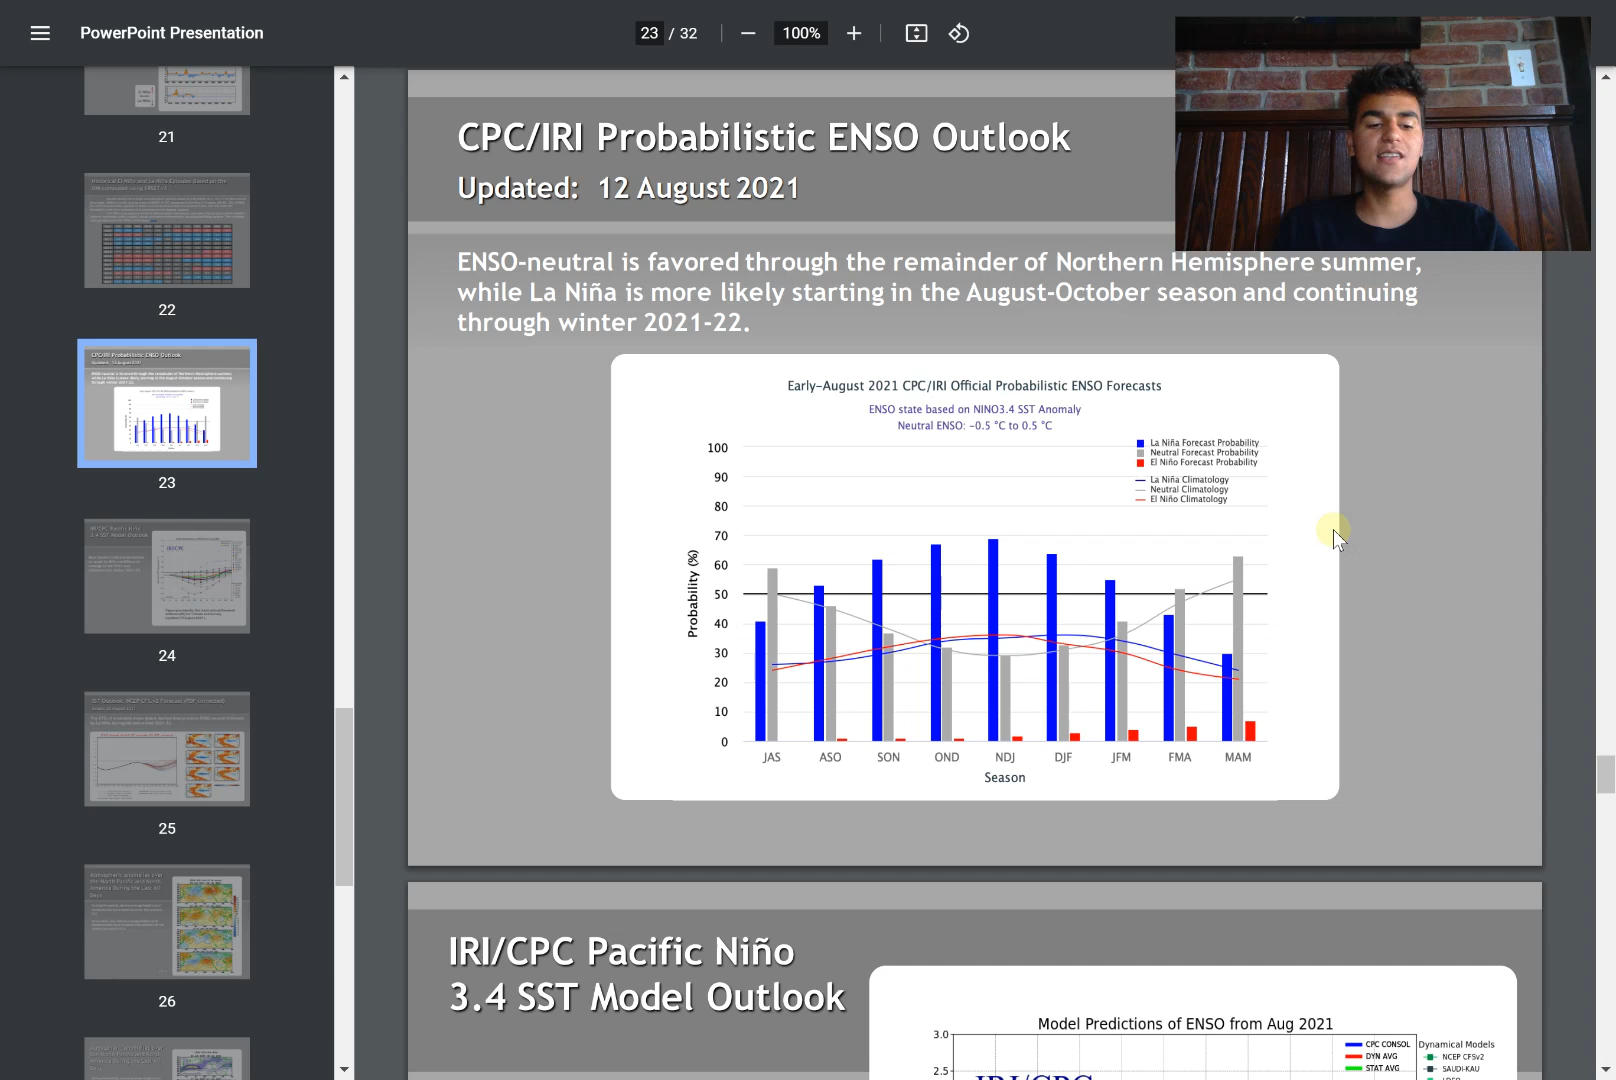 PowerPoint Presentation
23 / 32
100%
21
22
23
24
25
26
CPC/IRI Probabilistic ENSO Outlook
Updated: 12 August 2021
ENSO-neutral is favored through the remainder of Northern Hemisphere summer,
while La Niña is more likely starting in the August-October season and continuing
through winter 2021-22.
Early-August 2021 CPC/IRI Official Probabilistic ENSO Forecasts
ENSO state based on NINO3.4 SST Anomaly
Neutral ENSO: -0.5 °C to 0.5 °C
La Niña Forecast Probability
Neutral Forecast Probability
El Niño Forecast Probability
La Niña Climatology
Neutral Climatology
El Niño Climatology
Probability (%)
100
90
80
70
60
50
40
30
20
10
0
JAS ASO SON OND NDJ DJF JFM FMA MAM
Season
IRI/CPC Pacific Niño
3.4 SST Model Outlook
Model Predictions of ENSO from Aug 2021
3.0
2.5
IRI/CPC
CPC CONSOL
DYN AVG
STAT AVG
Dynamical Models
NCEP CFSv2
SAUDI-KAU